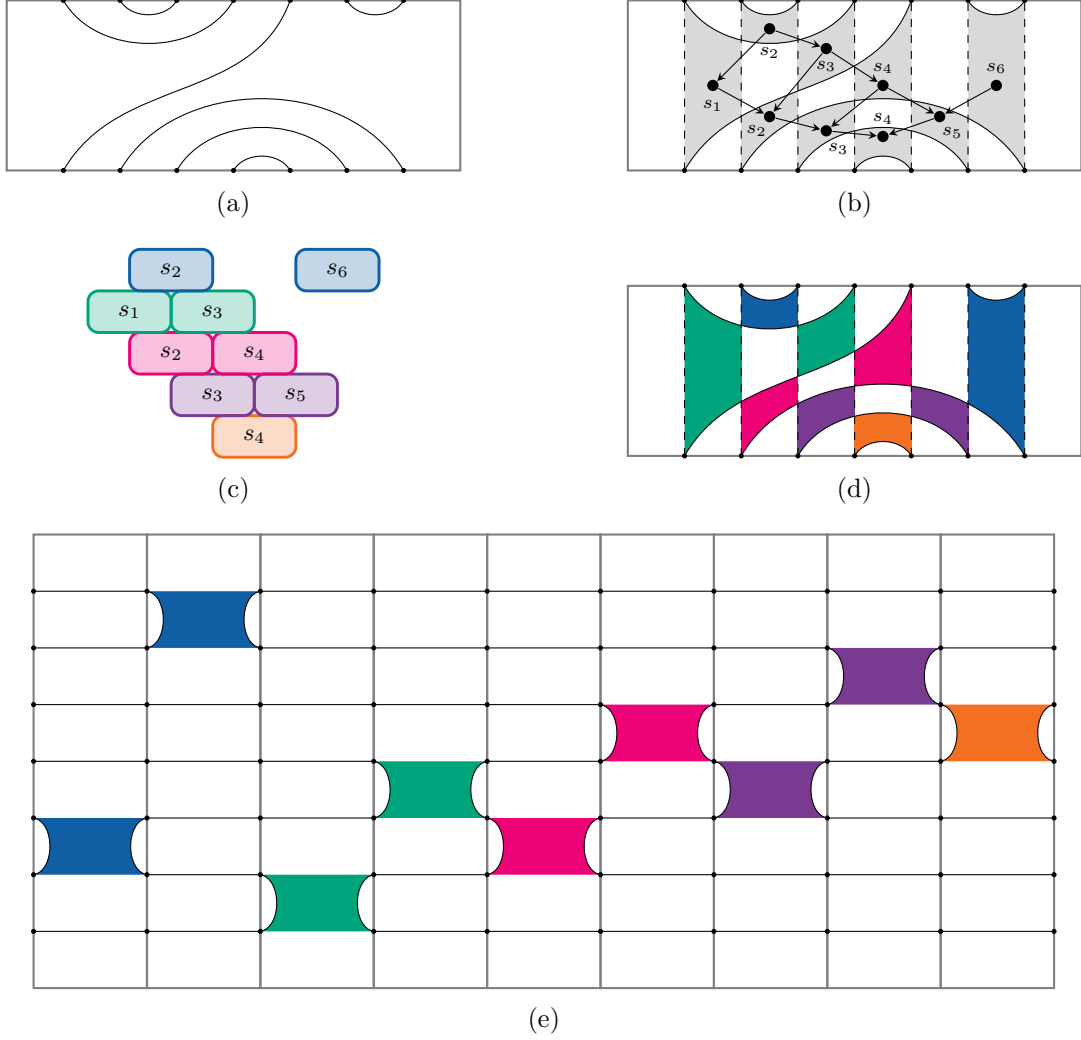 s₂
s₃ s₄ s₆
s₁
s₂ s₄ s₅
s₃
(a) (b)
s₂ s₆
s₁ s₃
s₂ s₄
s₃ s₅
s₄
(c) (d)
(e)